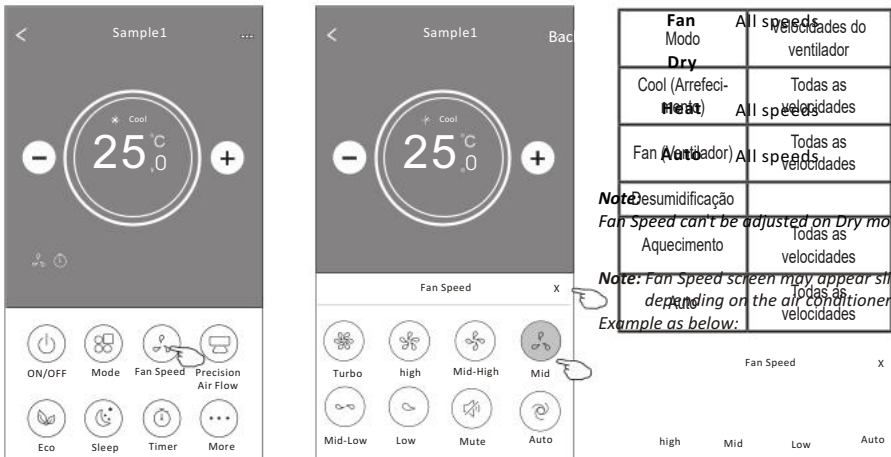 Sample1
...
Cool
25 °C
.0
ON/OFF
Mode
Fan Speed
Precision
Air Flow
Eco
Sleep
Timer
More
Sample1
Cool
25 °C
.0
Fan Speed
X
Turbo
high
Mid-High
Mid
Mid-Low
Low
Mute
Auto
Fan
All speeds
Modo
Velocidades do
ventilador
Dry
Cool (Arrefeci-
mento)
Todas as
velocidades
Heat
All speeds
Fan (Ventilador)
Todas as
velocidades
Auto
All speeds
Note:
Desumidificação
Fan Speed can't be adjusted on Dry mo
Aquecimento
Todas as
velocidades
Note: Fan Speed screen may appear sli
depending on the air conditioner
Auto
Todas as
velocidades
Example as below:
Fan Speed
X
high
Mid
Low
Auto